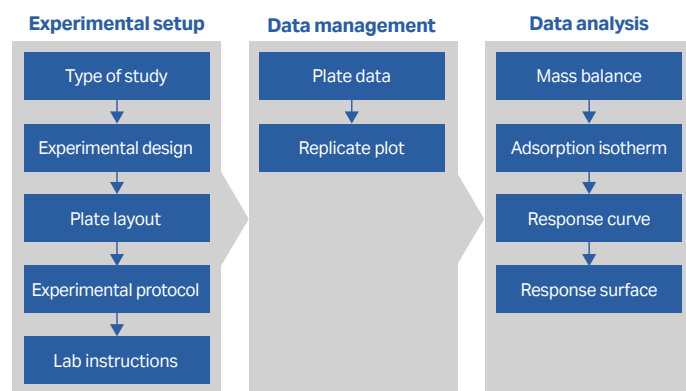 Experimental setup
Type of study
Experimental design
Plate layout
Experimental protocol
Lab instructions
Data management
Plate data
Replicate plot
Data analysis
Mass balance
Adsorption isotherm
Response curve
Response surface